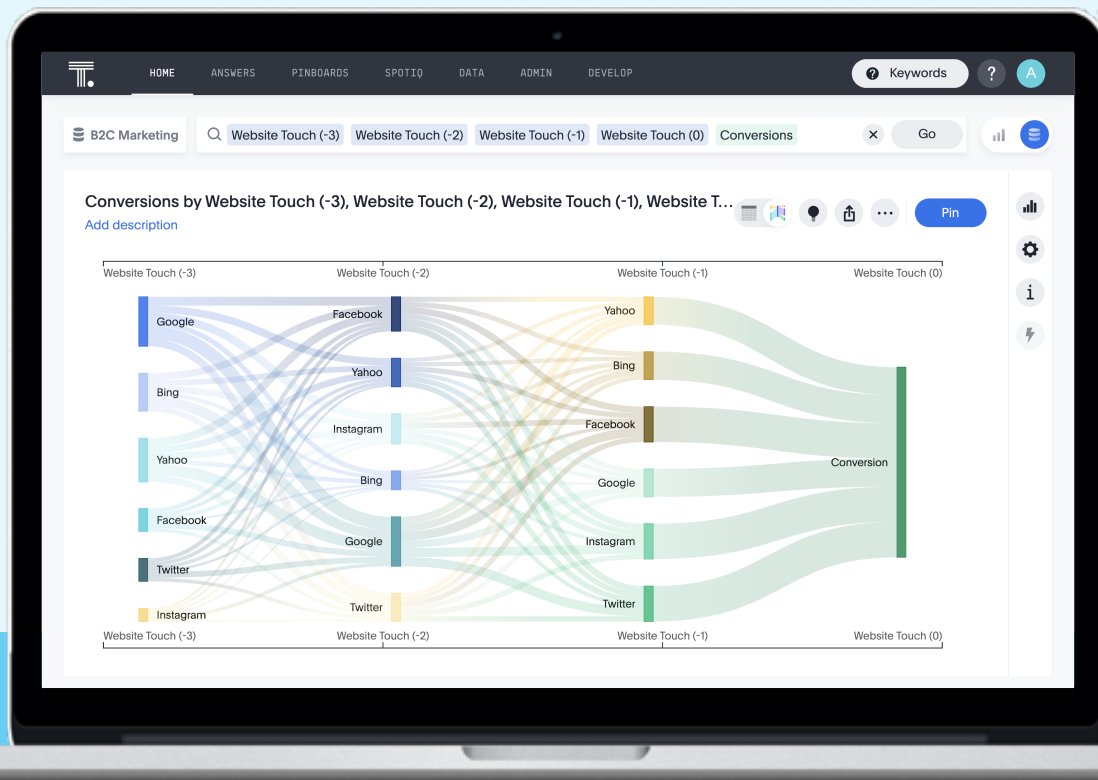 T.
HOME ANSWERS PINBOARDS SPOTIQ DATA ADMIN DEVELOP
Keywords ? A
B2C Marketing Website Touch (-3) Website Touch (-2) Website Touch (-1) Website Touch (0) Conversions Go
Conversions by Website Touch (-3), Website Touch (-2), Website Touch (-1), Website T...
Pin
Add description
Website Touch (-3) Website Touch (-2) Website Touch (-1) Website Touch (0)
Google
Bing
Yahoo
Facebook
Twitter
Instagram
Facebook
Yahoo
Instagram
Bing
Google
Twitter
Yahoo
Bing
Facebook
Google
Instagram
Twitter
Conversion
Website Touch (-3) Website Touch (-2) Website Touch (-1) Website Touch (0)